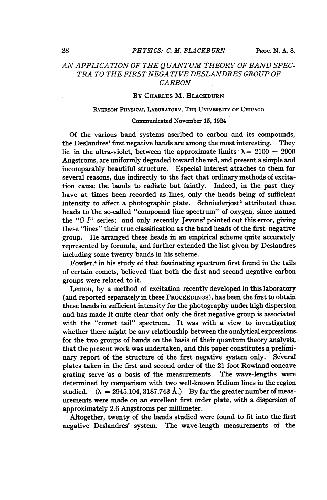 28 PHYSICS: C. M. BLACKBURN PROC. N. A. S.
AN APPLICATION OF THE QUANTUM THEORY OF BAND SPEC-
TRA TO THE FIRST NEGATIVE DESLANDRES GROUP OF
CARBON
BY CHARLES M. BLACKBURN
RYERSON PHYSICAL LABORATORY, THE UNIVERSITY OF CHICAGO
Communicated November 15, 1924
Of the various band systems ascribed to carbon and its compounds,
the Deslandres' first negative bands are among the most interesting. They
lie in the ultra-violet, between the approximate limits λ = 2100 − 2900
Angstroms, are uniformly degraded toward the red, and present a simple and
incomparably beautiful structure. Especial interest attaches to them for
several reasons, due indirectly to the fact that ordinary methods of excita-
tion cause the bands to radiate but faintly. Indeed, in the past they
have at times been recorded as lines, only the heads being of sufficient
intensity to affect a photographic plate. Schniederjost attributed these
heads to the so-called "compound line spectrum" of oxygen, since named
the series; and only recently Jevons pointed out this error, giving
these "lines" their true classification as the band heads of the first negative
group. He arranged these heads in an empirical scheme quite accurately
represented by formula, and further extended the list given by Deslandres
including some twenty bands in his scheme.
Fowler, in his study of that fascinating spectrum first found in the tails
of certain comets, believed that both the first and second negative carbon
groups were related to it.
Lemon, by a method of excitation recently developed in this laboratory
(and reported separately in these PROCEEDINGS), has been the first to obtain
these bands in sufficient intensity for the photography under high dispersion
and has made it quite clear that only the first negative group is associated
with the "comet tail" spectrum. It was with a view to investigating
whether there might be any relationship between the analytical expressions
for the two groups of bands on the basis of their quantum theory analysis,
that the present work was undertaken, and this paper constitutes a prelimi-
nary report of the structure of the first negative system only. Several
plates taken in the first and second order of the 21 foot Rowland concave
grating serve as a basis of the measurements. The wave-lengths were
determined by comparison with two well-known Helium lines in the region
studied. (λ = 2945.104, 3187.743 Å.) By far the greater number of meas-
urements were made on an excellent first order plate, with a dispersion of
approximately 2.6 Angstroms per millimeter.
Altogether, twenty of the bands studied were found to fit into the first
negative Deslandres' system. The wave-length measurements of the